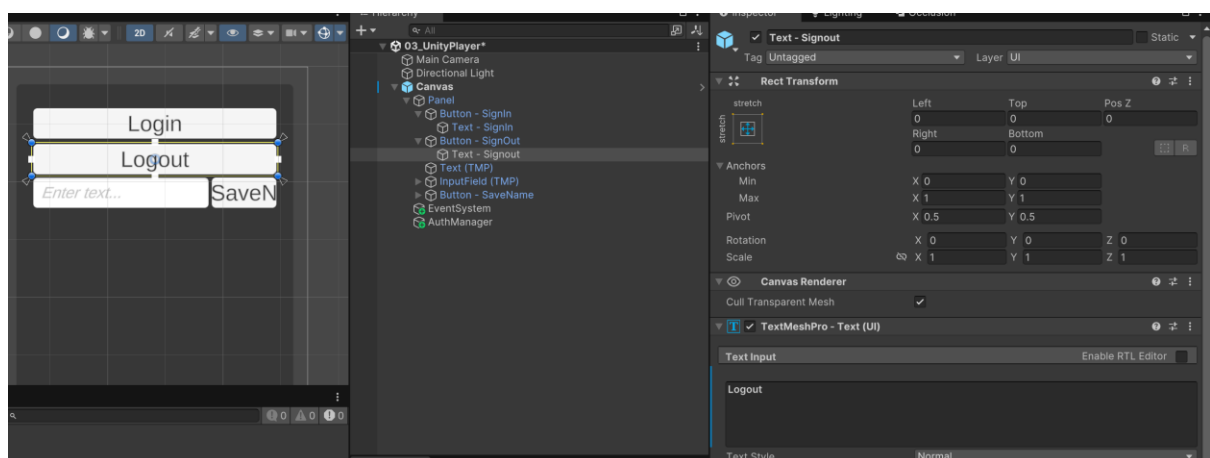 Hierarchy
Inspector
Lighting
Occlusion
2D
All
03_UnityPlayer*
Main Camera
Directional Light
Canvas
Panel
Button - SignIn
Text - SignIn
Button - SignOut
Text - Signout
Text (TMP)
InputField (TMP)
Button - SaveName
EventSystem
AuthManager
Login
Logout
Enter text...
SaveN
0
0
0
Text - Signout
Static
Tag Untagged
Layer UI
Rect Transform
stretch
stretch
Left Top Pos Z
0 0 0
Right Bottom
0 0
R
Anchors
Min X 0 Y 0
Max X 1 Y 1
Pivot X 0.5 Y 0.5
Rotation X 0 Y 0 Z 0
Scale X 1 Y 1 Z 1
Canvas Renderer
Cull Transparent Mesh
TextMeshPro - Text (UI)
Text Input Enable RTL Editor
Logout
Text Style Normal